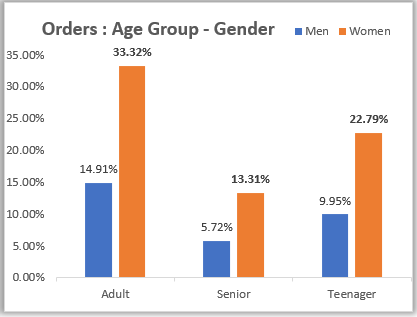 Orders : Age Group - Gender
Men
Women
35.00%
30.00%
25.00%
20.00%
15.00%
10.00%
5.00%
0.00%
14.91%
33.32%
5.72%
13.31%
9.95%
22.79%
Adult
Senior
Teenager